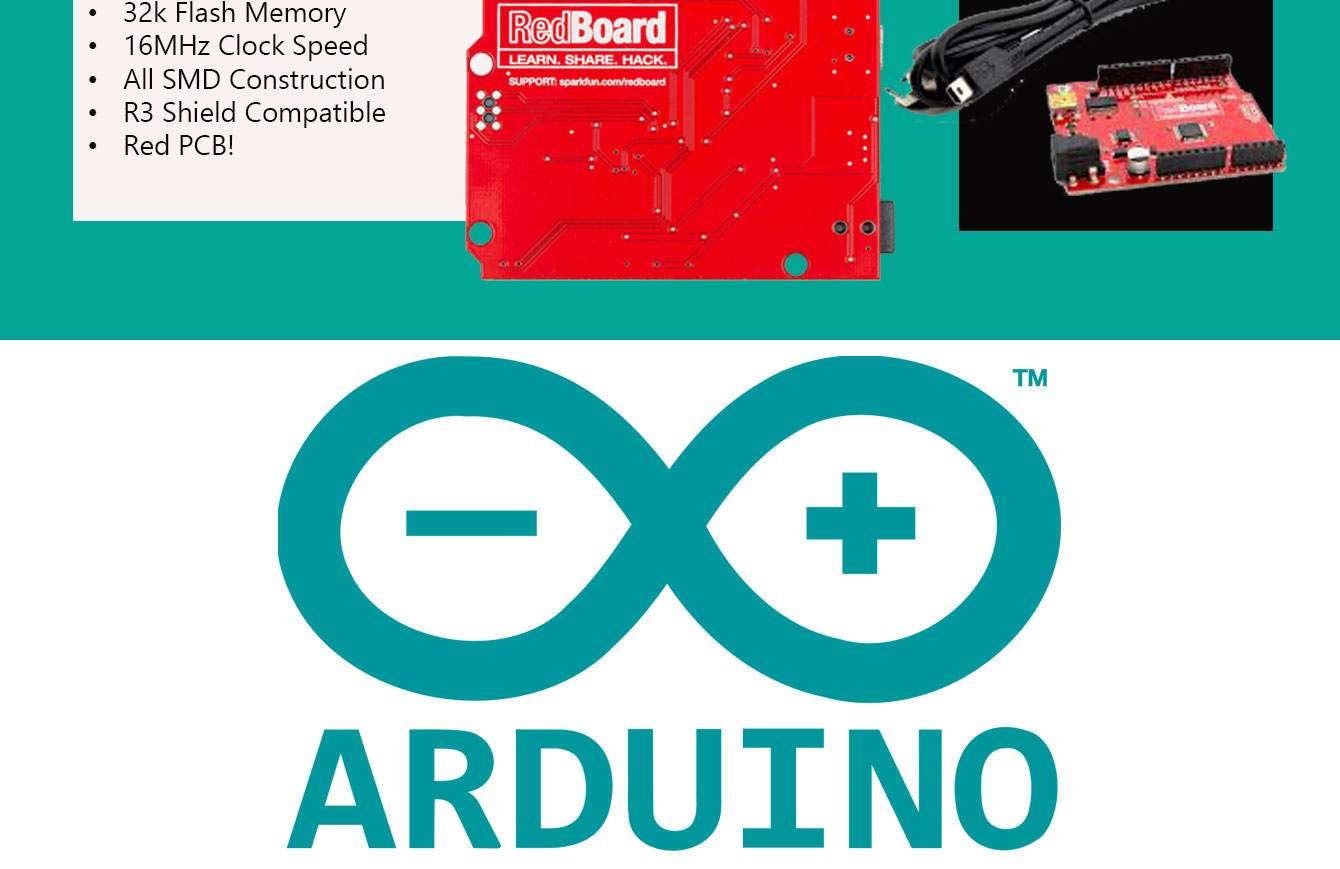 • 32k Flash Memory
• 16MHz Clock Speed
• All SMD Construction
• R3 Shield Compatible
• Red PCB!
RedBoard
LEARN. SHARE. HACK.
SUPPORT: sparkfun.com/redboard
RedBoard
TM
ARDUINO